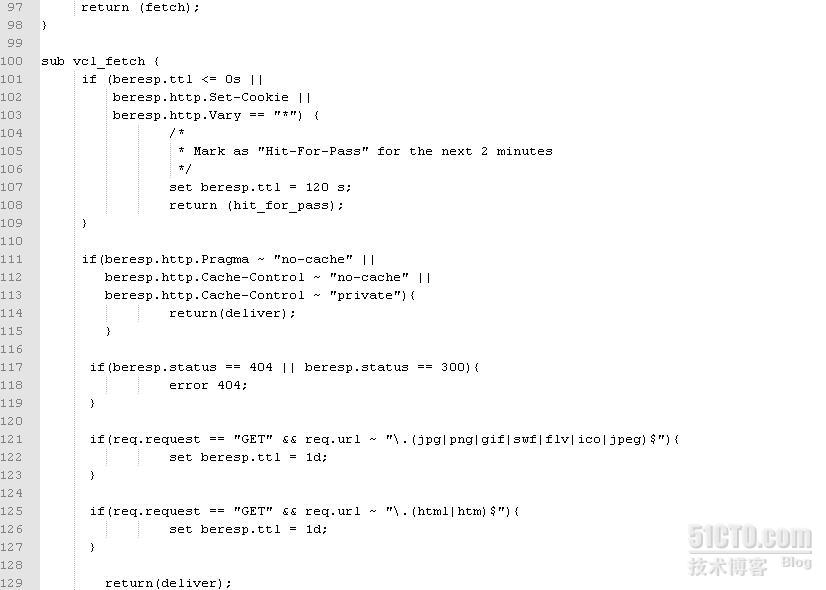 97 return (fetch);
98 }
99
100 sub vcl_fetch {
101 if (beresp.ttl <= 0s ||
102 beresp.http.Set-Cookie ||
103 beresp.http.Vary == "*") {
104 /*
105 * Mark as "Hit-For-Pass" for the next 2 minutes
106 */
107 set beresp.ttl = 120 s;
108 return (hit_for_pass);
109 }
110
111 if(beresp.http.Pragma ~ "no-cache" ||
112 beresp.http.Cache-Control ~ "no-cache" ||
113 beresp.http.Cache-Control ~ "private"){
114 return(deliver);
115 }
116
117 if(beresp.status == 404 || beresp.status == 300){
118 error 404;
119 }
120
121 if(req.request == "GET" && req.url ~ "\.(jpg|png|gif|swf|flv|ico|jpeg)$"){
122 set beresp.ttl = 1d;
123 }
124
125 if(req.request == "GET" && req.url ~ "\.(html|htm)$"){
126 set beresp.ttl = 1d;
127 }
128
129 return(deliver);
51CTO.com
技术博客 Blog